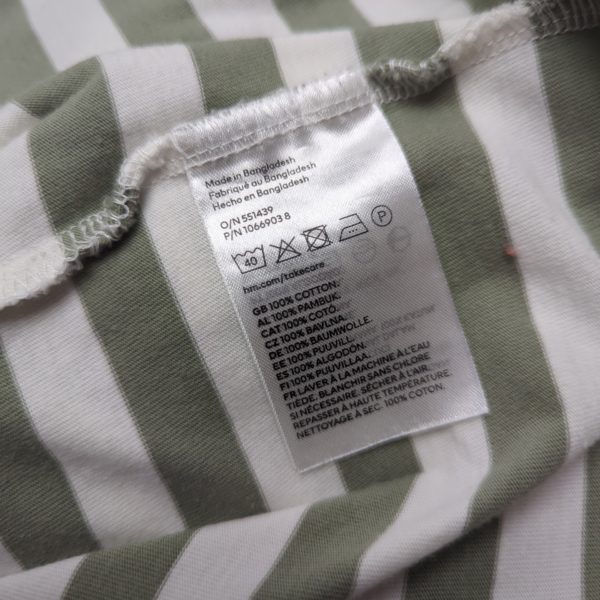 Made in Bangladesh
Fabriqué au Bangladesh
Hecho en Bangladesh
O/N 551439
P/N 1066903 8
40
P
hm.com/takecare
GB 100% COTTON.
AL 100% PAMBUK.
CAT 100% COTÓ.
CZ 100% BAVLNA.
DE 100% BAUMWOLLE.
EE 100% PUUVILL.
ES 100% ALGODÓN.
FI 100% PUUVILLAA.
FR LAVER À LA MACHINE À L'EAU
TIÈDE. BLANCHIR SANS CHLORE
SI NÉCESSAIRE. SÉCHER À L'AIR.
REPASSER À HAUTE TEMPÉRATURE.
NETTOYAGE À SEC. 100% COTON.